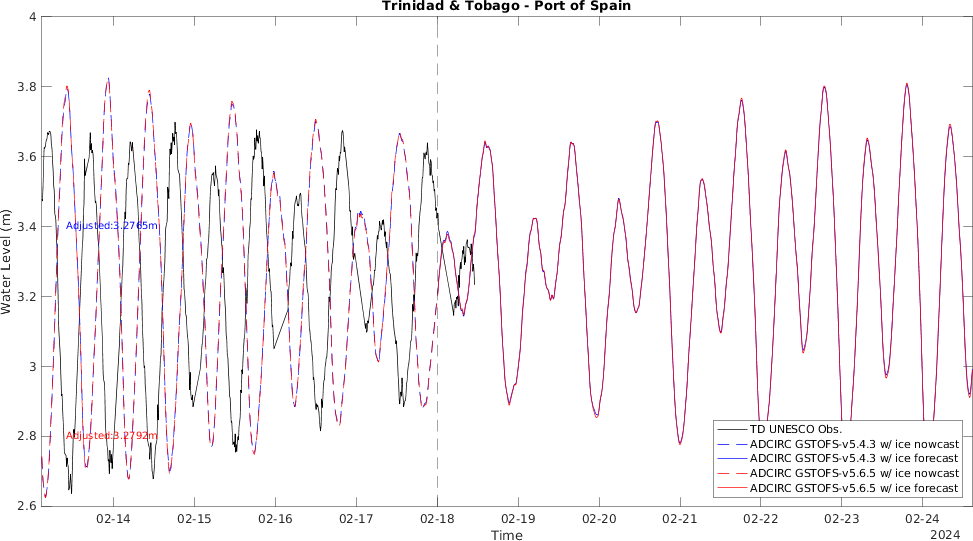 Trinidad & Tobago - Port of Spain
4
3.8
3.6
3.4
3.2
3
2.8
2.6
Water Level (m)
Adjusted:3.2765m
Adjusted:3.2792m
TD UNESCO Obs.
ADCIRC GSTOFS-v5.4.3 w/ ice nowcast
ADCIRC GSTOFS-v5.4.3 w/ ice forecast
ADCIRC GSTOFS-v5.6.5 w/ ice nowcast
ADCIRC GSTOFS-v5.6.5 w/ ice forecast
02-14 02-15 02-16 02-17 02-18 02-19 02-20 02-21 02-22 02-23 02-24
Time
2024